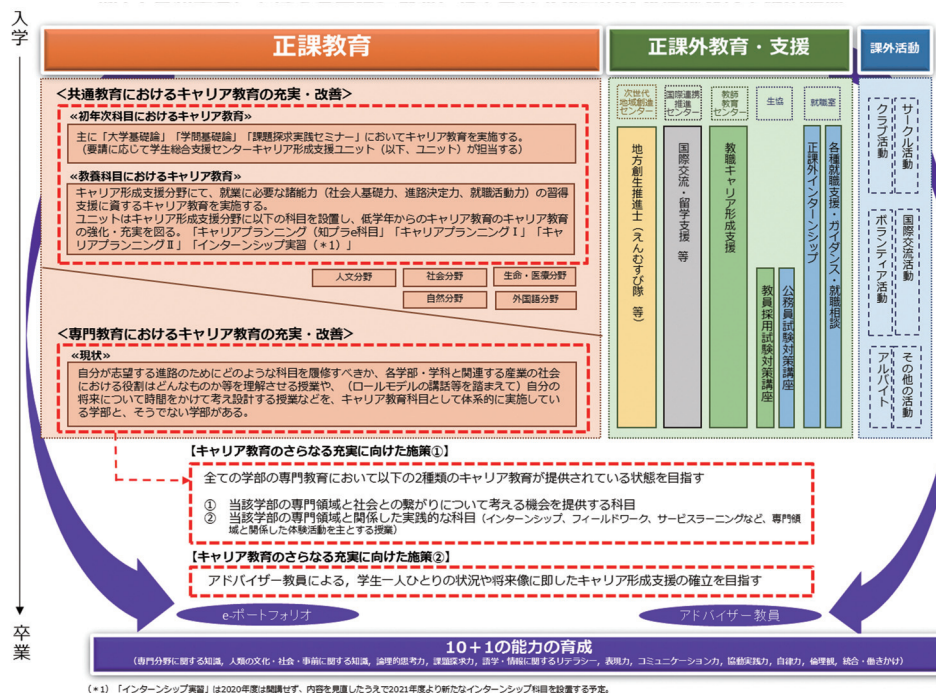 入学
正課教育
正課外教育・支援
課外活動
<共通教育におけるキャリア教育の充実・改善>
≪初年次科目におけるキャリア教育≫
主に「大学基礎論」「学問基礎論」「課題探求実践セミナー」においてキャリア教育を実施する。
(要請に応じて学生総合支援センターキャリア形成支援ユニット(以下、ユニット)が担当する)
≪教養科目におけるキャリア教育≫
キャリア形成支援分野にて、就業に必要な諸能力(社会人基礎力、進路決定力、就職活動力)の習得
支援に資するキャリア教育を実施する。
ユニットはキャリア形成支援分野に以下の科目を設置し、低学年からのキャリア教育のキャリア教育
の強化・充実を図る。「キャリアプランニング(知プラe科目」「キャリアプランニングⅠ」「キャ
リアプランニングⅡ」「インターンシップ実習(*1)」
人文分野
社会分野
生命・医療分野
自然分野
外国語分野
<専門教育におけるキャリア教育の充実・改善>
≪現状≫
自分が志望する進路のためにどのような科目を履修すべきか、各学部・学科と関連する産業の社会
における役割はどんなものか等を理解させる授業や、(ロールモデルの講話等を踏まえて)自分の
将来について時間をかけて考え設計する授業などを、キャリア教育科目として体系的に実施してい
る学部と、そうでない学部がある。
次世代
地域創造
センター
国際連携
推進セン
ター
教師
教育セ
ンター
生協
就職室
地方創生推進士(えんむすび隊 等)
国際交流・留学支援 等
教職キャリア形成支援
教員採用試験対策講座
公務員試験対策講座
正課外インターンシップ
各種就職支援・ガイダンス・就職相談
クラブ活動
サークル活動
ボランティア活動
国際交流活動
アルバイト
その他の活動
【キャリア教育のさらなる充実に向けた施策①】
全ての学部の専門教育において以下の2種類のキャリア教育が提供されている状態を目指す
① 当該学部の専門領域と社会との繋がりについて考える機会を提供する科目
② 当該学部の専門領域と関係した実践的な科目(インターンシップ、フィールドワーク、サービスラーニングなど、専門領
域と関係した体験活動を主とする授業)
【キャリア教育のさらなる充実に向けた施策②】
アドバイザー教員による,学生一人ひとりの状況や将来像に即したキャリア形成支援の確立を目指す
e-ポートフォリオ
アドバイザー教員
卒業
10+1の能力の育成
(専門分野に関する知識,人類の文化・社会・事前に関する知識,論理的思考力,課題探求力,語学・情報に関するリテラシー,表現力,コミュニケーション力,協働実践力,自律力,倫理観,統合・働きかけ)
(*1)「インターンシップ実習」は2020年度は開講せず、内容を見直したうえで2021年度より新たなインターンシップ科目を設置する予定。